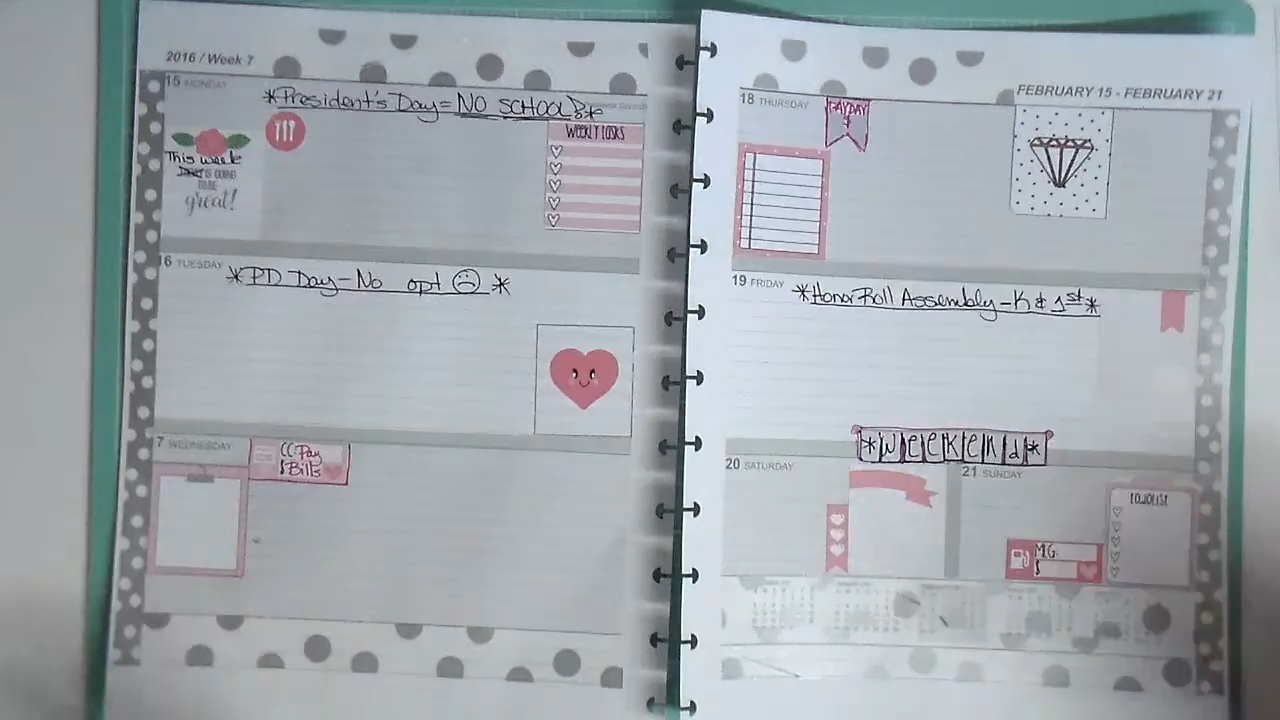 2016 / Week 7
15 MONDAY
*President's Day = NO SCHOOL!*
This week
IS GOING
TO BE
great!
WEEKLY TASKS
16 TUESDAY
*PD Day - No opt ☹ *
7 WEDNESDAY
CC Pay
$ Bills
FEBRUARY 15 - FEBRUARY 21
18 THURSDAY
PAYDAY
19 FRIDAY
*Honor Roll Assembly - K & 1st*
*Weekend*
20 SATURDAY
21 SUNDAY
TO DO LIST
MG
$